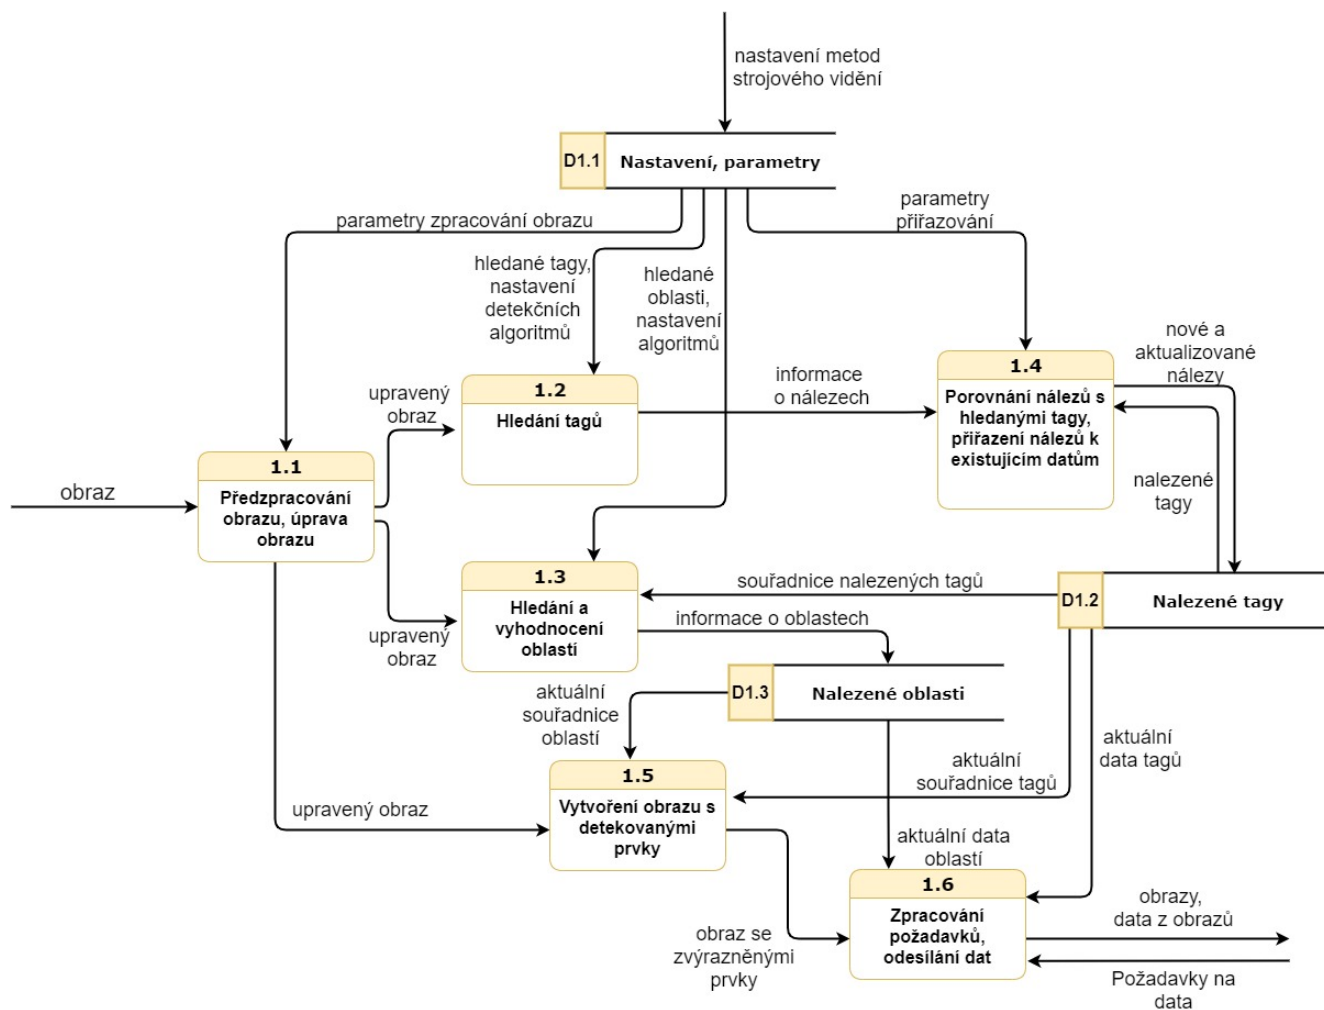 nastavení metod
strojového vidění
D1.1
Nastavení, parametry
parametry zpracování obrazu
parametry
přiřazování
hledané tagy,
nastavení
detekčních
algoritmů
hledané
oblasti,
nastavení
algoritmů
nové a
aktualizované
nálezy
1.4
Porovnání nálezů s
hledanými tagy,
přiřazení nálezů k
existujícím datům
informace
o nálezech
upravený
obraz
1.2
Hledání tagů
1.1
Předzpracování
obrazu, úprava
obrazu
obraz
nalezené
tagy
1.3
Hledání a
vyhodnocení
oblastí
souřadnice nalezených tagů
D1.2
Nalezené tagy
informace o oblastech
upravený
obraz
D1.3
Nalezené oblasti
aktuální
souřadnice
oblastí
aktuální
data tagů
aktuální
souřadnice tagů
1.5
Vytvoření obrazu s
detekovanými
prvky
upravený obraz
aktuální data
oblastí
1.6
Zpracování
požadavků,
odesílání dat
obrazy,
data z obrazů
obraz se
zvýrazněnými
prvky
Požadavky na
data